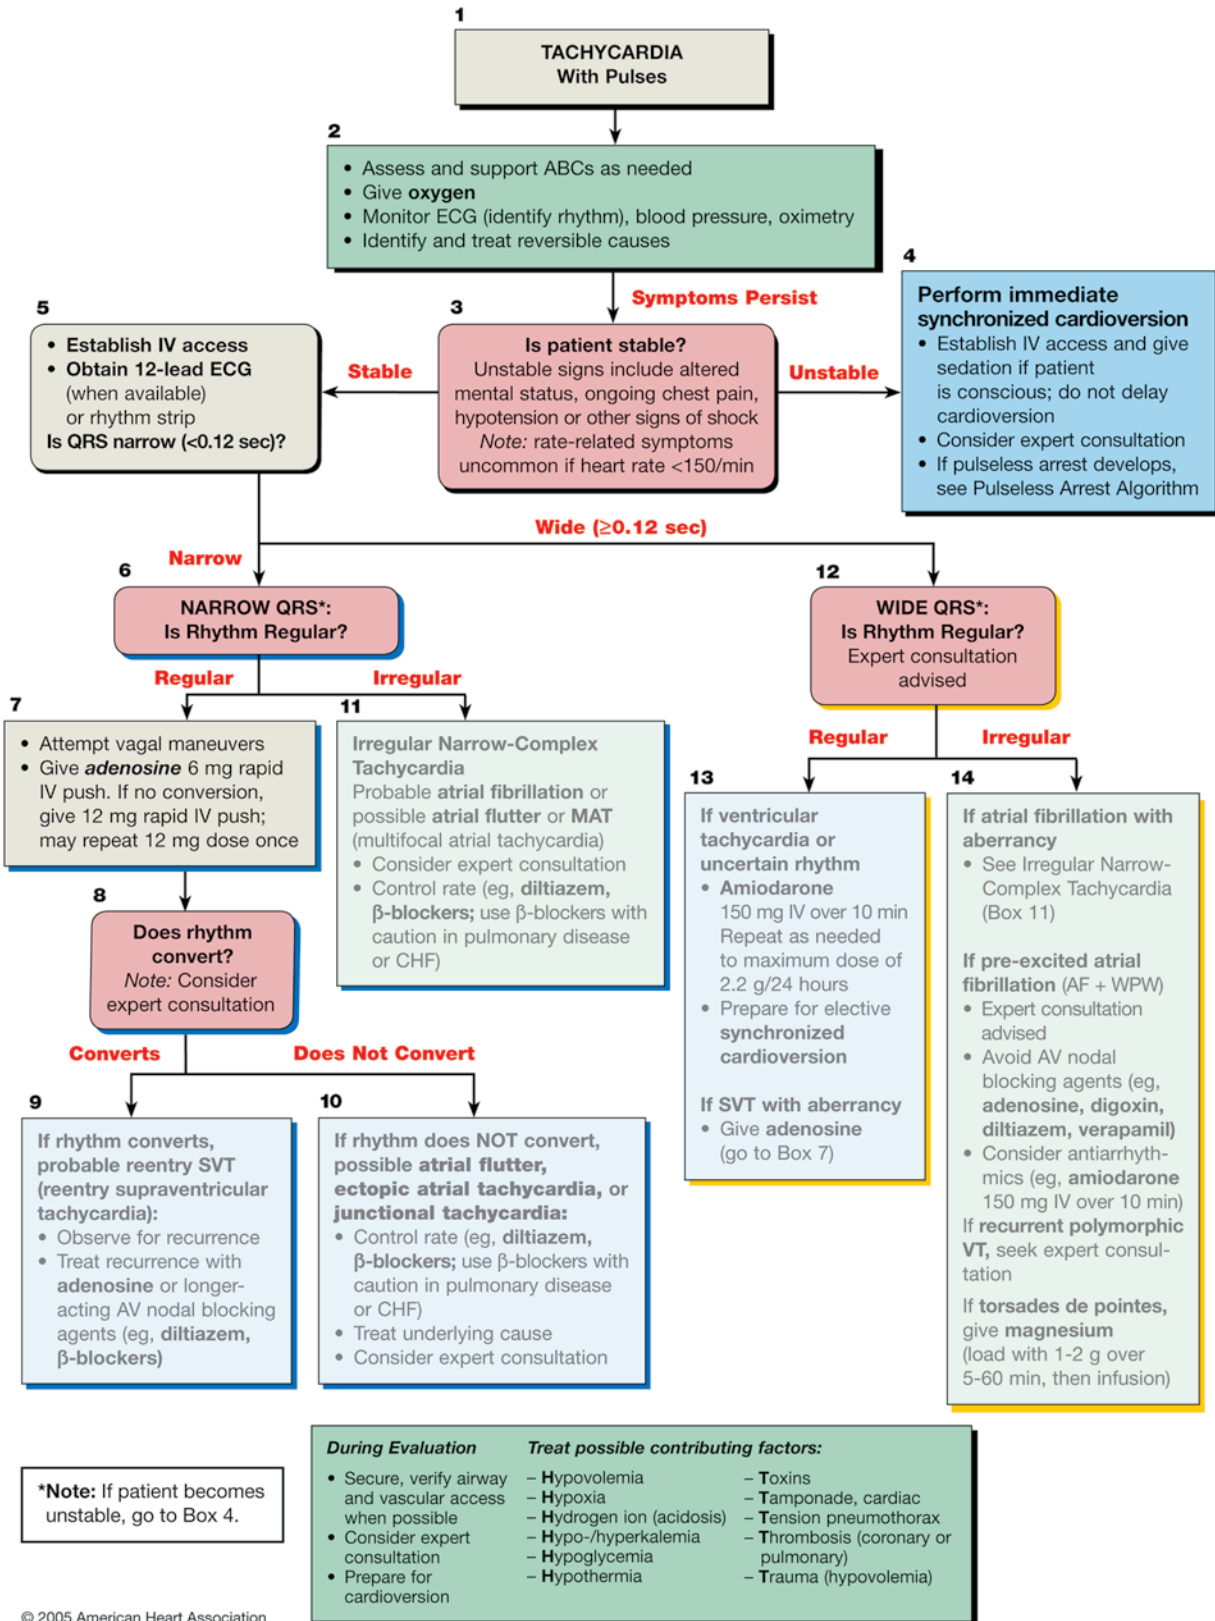 1
TACHYCARDIA
With Pulses
2
• Assess and support ABCs as needed
• Give oxygen
• Monitor ECG (identify rhythm), blood pressure, oximetry
• Identify and treat reversible causes
Symptoms Persist
3
Is patient stable?
Unstable signs include altered
mental status, ongoing chest pain,
hypotension or other signs of shock
Note: rate-related symptoms
uncommon if heart rate <150/min
Stable
Unstable
4
Perform immediate
synchronized cardioversion
• Establish IV access and give
sedation if patient
is conscious; do not delay
cardioversion
• Consider expert consultation
• If pulseless arrest develops,
see Pulseless Arrest Algorithm
5
• Establish IV access
• Obtain 12-lead ECG
(when available)
or rhythm strip
Is QRS narrow (<0.12 sec)?
Narrow
Wide (≥0.12 sec)
6
NARROW QRS*:
Is Rhythm Regular?
Regular
Irregular
7
• Attempt vagal maneuvers
• Give adenosine 6 mg rapid
IV push. If no conversion,
give 12 mg rapid IV push;
may repeat 12 mg dose once
8
Does rhythm
convert?
Note: Consider
expert consultation
Converts
Does Not Convert
9
If rhythm converts,
probable reentry SVT
(reentry supraventricular
tachycardia):
• Observe for recurrence
• Treat recurrence with
adenosine or longer-
acting AV nodal blocking
agents (eg, diltiazem,
β-blockers)
10
If rhythm does NOT convert,
possible atrial flutter,
ectopic atrial tachycardia, or
junctional tachycardia:
• Control rate (eg, diltiazem,
β-blockers; use β-blockers with
caution in pulmonary disease
or CHF)
• Treat underlying cause
• Consider expert consultation
11
Irregular Narrow-Complex
Tachycardia
Probable atrial fibrillation or
possible atrial flutter or MAT
(multifocal atrial tachycardia)
• Consider expert consultation
• Control rate (eg, diltiazem,
β-blockers; use β-blockers with
caution in pulmonary disease
or CHF)
12
WIDE QRS*:
Is Rhythm Regular?
Expert consultation
advised
Regular
Irregular
13
If ventricular
tachycardia or
uncertain rhythm
• Amiodarone
150 mg IV over 10 min
Repeat as needed
to maximum dose of
2.2 g/24 hours
• Prepare for elective
synchronized
cardioversion
If SVT with aberrancy
• Give adenosine
(go to Box 7)
14
If atrial fibrillation with
aberrancy
• See Irregular Narrow-
Complex Tachycardia
(Box 11)
If pre-excited atrial
fibrillation (AF + WPW)
• Expert consultation
advised
• Avoid AV nodal
blocking agents (eg,
adenosine, digoxin,
diltiazem, verapamil)
• Consider antiarrhyth-
mics (eg, amiodarone
150 mg IV over 10 min)
If recurrent polymorphic
VT, seek expert consul-
tation
If torsades de pointes,
give magnesium
(load with 1-2 g over
5-60 min, then infusion)
*Note: If patient becomes
unstable, go to Box 4.
During Evaluation
• Secure, verify airway
and vascular access
when possible
• Consider expert
consultation
• Prepare for
cardioversion
Treat possible contributing factors:
– Hypovolemia
– Hypoxia
– Hydrogen ion (acidosis)
– Hypo-/hyperkalemia
– Hypoglycemia
– Hypothermia
– Toxins
– Tamponade, cardiac
– Tension pneumothorax
– Thrombosis (coronary or
pulmonary)
– Trauma (hypovolemia)
© 2005 American Heart Association